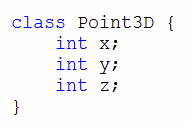 class Point3D {
    int x;
    int y;
    int z;
}